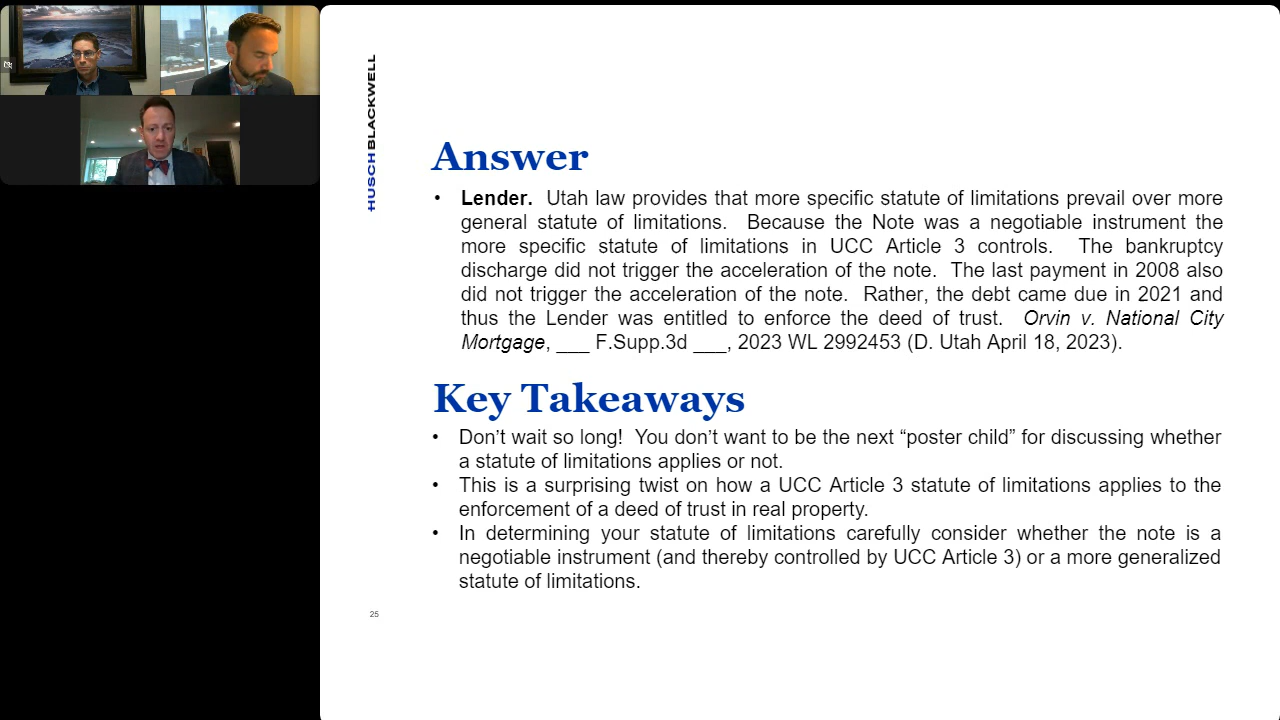 HUSCHBLACKWELL
Answer
• Lender. Utah law provides that more specific statute of limitations prevail over more
general statute of limitations. Because the Note was a negotiable instrument the
more specific statute of limitations in UCC Article 3 controls. The bankruptcy
discharge did not trigger the acceleration of the note. The last payment in 2008 also
did not trigger the acceleration of the note. Rather, the debt came due in 2021 and
thus the Lender was entitled to enforce the deed of trust. Orvin v. National City
Mortgage, ___ F.Supp.3d ___, 2023 WL 2992453 (D. Utah April 18, 2023).
Key Takeaways
• Don’t wait so long! You don’t want to be the next “poster child” for discussing whether
a statute of limitations applies or not.
• This is a surprising twist on how a UCC Article 3 statute of limitations applies to the
enforcement of a deed of trust in real property.
• In determining your statute of limitations carefully consider whether the note is a
negotiable instrument (and thereby controlled by UCC Article 3) or a more generalized
statute of limitations.
25